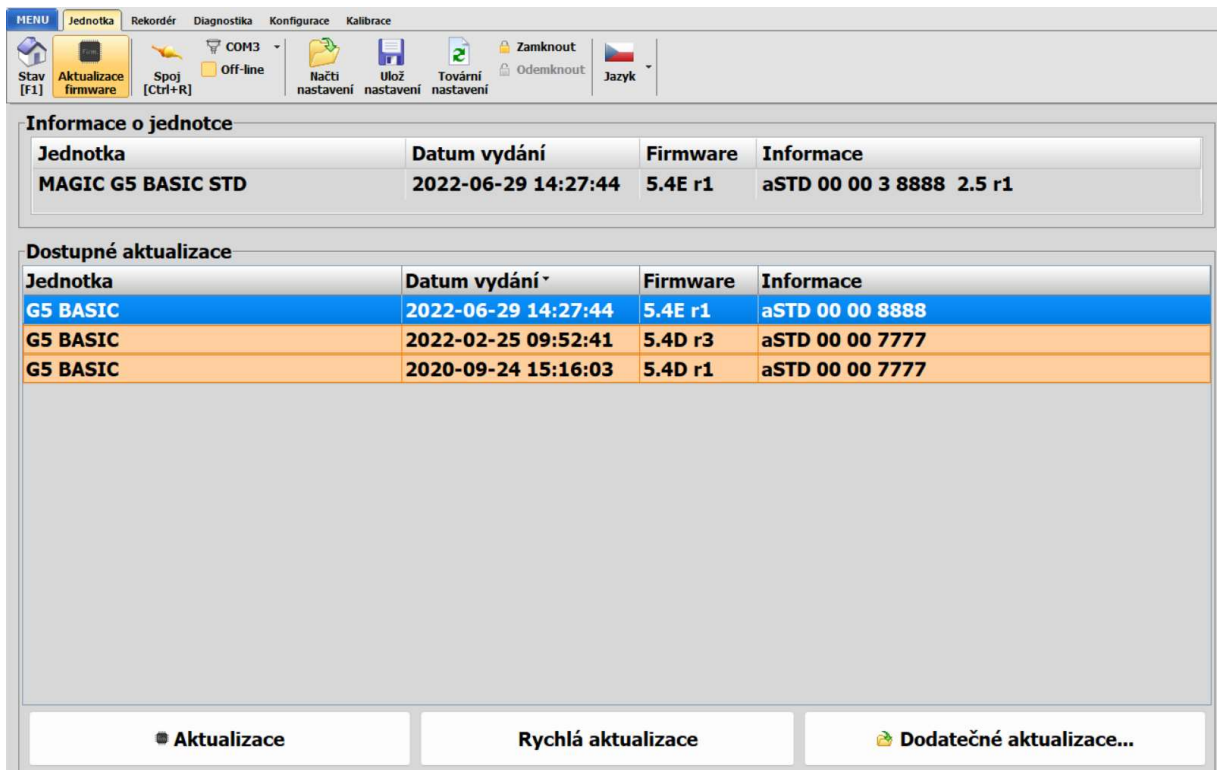 MENU Jednotka Rekordér Diagnostika Konfigurace Kalibrace
Stav [F1]
Aktualizace firmware
Spoj [Ctrl+R]
COM3
Off-line
Načti nastavení
Ulož nastavení
Tovární nastavení
Zamknout
Odemknout
Jazyk
Informace o jednotce
Jednotka Datum vydání Firmware Informace
MAGIC G5 BASIC STD 2022-06-29 14:27:44 5.4E r1 aSTD 00 00 3 8888 2.5 r1
Dostupné aktualizace
Jednotka Datum vydání Firmware Informace
G5 BASIC 2022-06-29 14:27:44 5.4E r1 aSTD 00 00 8888
G5 BASIC 2022-02-25 09:52:41 5.4D r3 aSTD 00 00 7777
G5 BASIC 2020-09-24 15:16:03 5.4D r1 aSTD 00 00 7777
Aktualizace Rychlá aktualizace Dodatečné aktualizace...